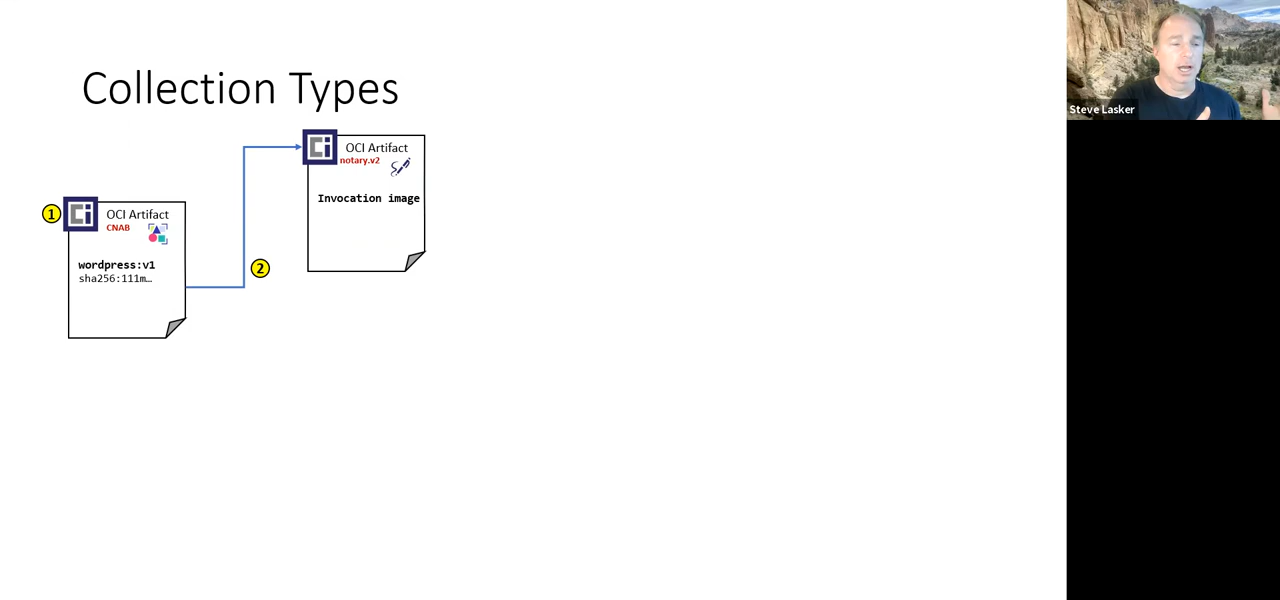 Collection Types
OCI Artifact
notary.v2
Invocation image
1
OCI Artifact
CNAB
wordpress:v1
sha256:111m…
2
Steve Lasker